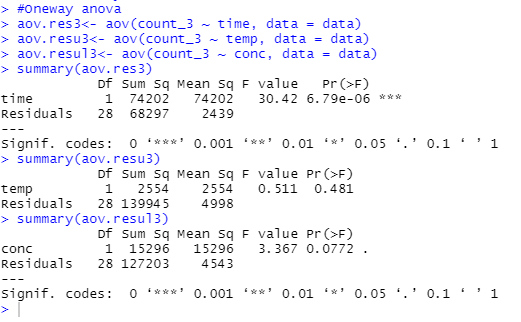 > #Oneway anova
> aov.res3<- aov(count_3 ~ time, data = data)
> aov.resu3<- aov(count_3 ~ temp, data = data)
> aov.resul3<- aov(count_3 ~ conc, data = data)
> summary(aov.res3)
            Df Sum Sq Mean Sq F value   Pr(>F)
time         1  74202   74202   30.42 6.79e-06 ***
Residuals   28  68297    2439
---
Signif. codes:  0 ‘***’ 0.001 ‘**’ 0.01 ‘*’ 0.05 ‘.’ 0.1 ‘ ’ 1
> summary(aov.resu3)
            Df Sum Sq Mean Sq F value Pr(>F)
temp         1   2554    2554   0.511  0.481
Residuals   28 139945    4998
> summary(aov.resul3)
            Df Sum Sq Mean Sq F value Pr(>F)
conc         1  15296   15296   3.367 0.0772 .
Residuals   28 127203    4543
---
Signif. codes:  0 ‘***’ 0.001 ‘**’ 0.01 ‘*’ 0.05 ‘.’ 0.1 ‘ ’ 1
>